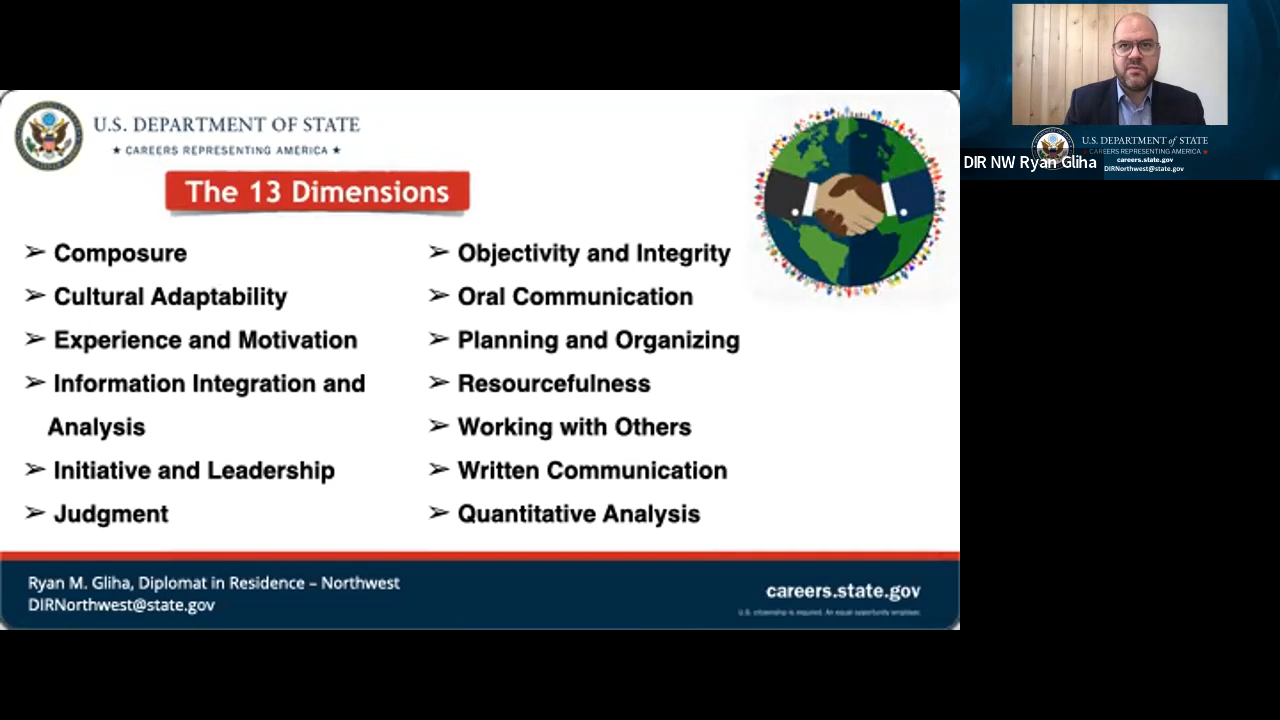 U.S. DEPARTMENT OF STATE
★ CAREERS REPRESENTING AMERICA ★
The 13 Dimensions
➢ Composure
➢ Cultural Adaptability
➢ Experience and Motivation
➢ Information Integration and
Analysis
➢ Initiative and Leadership
➢ Judgment
➢ Objectivity and Integrity
➢ Oral Communication
➢ Planning and Organizing
➢ Resourcefulness
➢ Working with Others
➢ Written Communication
➢ Quantitative Analysis
Ryan M. Gliha, Diplomat in Residence – Northwest
DIRNorthwest@state.gov
careers.state.gov
U.S. citizenship is required. An equal opportunity employer.
U.S. DEPARTMENT of STATE
★ CAREERS REPRESENTING AMERICA ★
careers.state.gov
DIRNorthwest@state.gov
DIR NW Ryan Gliha